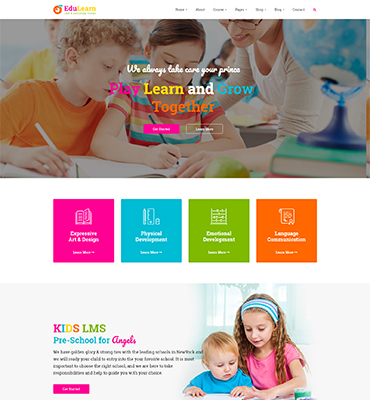 EduLearn
Home About Course Pages Shop Blog Contact
We always take care your prince
Play Learn and Grow
Together
Get Started Learn More
Expressive
Art & Design
Learn More
Physical
Development
Learn More
Emotional
Development
Learn More
Language
Communication
Learn More
KIDS LMS
Pre-School for Angels
We have golden glory & strong ties with the leading schools in NewYork and
we will ready your child to entry into the your favorite school. It is most
important to choose the right school, and we are here to take
responsibilities and help to guide you with your choice
Get Started